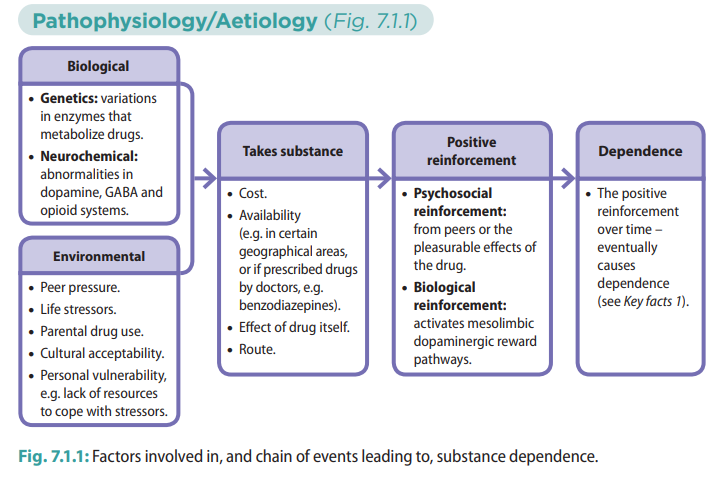 Pathophysiology/Aetiology (Fig. 7.1.1)
Biological
• Genetics: variations
in enzymes that
metabolize drugs.
• Neurochemical:
abnormalities in
dopamine, GABA and
opioid systems.
Environmental
• Peer pressure.
• Life stressors.
• Parental drug use.
• Cultural acceptability.
• Personal vulnerability,
e.g. lack of resources
to cope with stressors.
Takes substance
• Cost.
• Availability
(e.g. in certain
geographical areas,
or if prescribed drugs
by doctors, e.g.
benzodiazepines).
• Effect of drug itself.
• Route.
Positive
reinforcement
• Psychosocial
reinforcement:
from peers or the
pleasurable effects of
the drug.
• Biological
reinforcement:
activates mesolimbic
dopaminergic reward
pathways.
Dependence
• The positive
reinforcement
over time –
eventually
causes
dependence
(see Key facts 1).
Fig. 7.1.1: Factors involved in, and chain of events leading to, substance dependence.